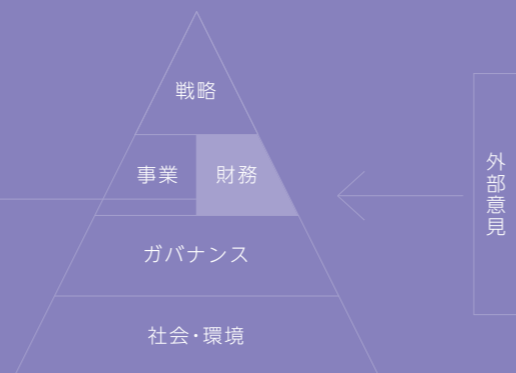 戦略
事業
財務
ガバナンス
社会・環境
外部意見